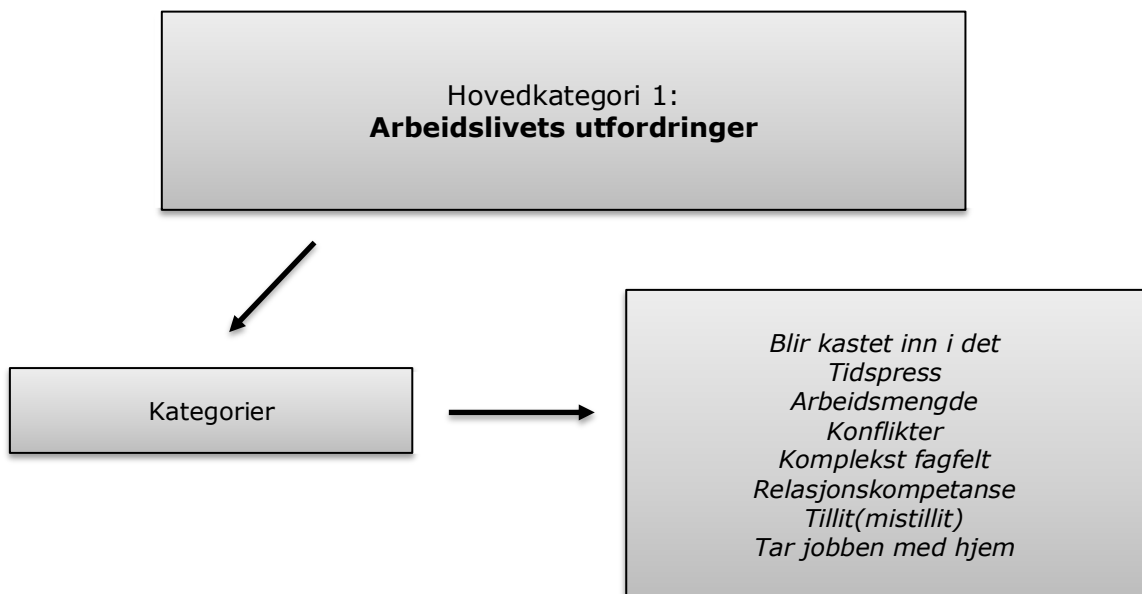 Hovedkategori 1:
Arbeidslivets utfordringer
Kategorier
Blir kastet inn i det
Tidspress
Arbeidsmengde
Konflikter
Komplekst fagfelt
Relasjonskompetanse
Tillit(mistillit)
Tar jobben med hjem